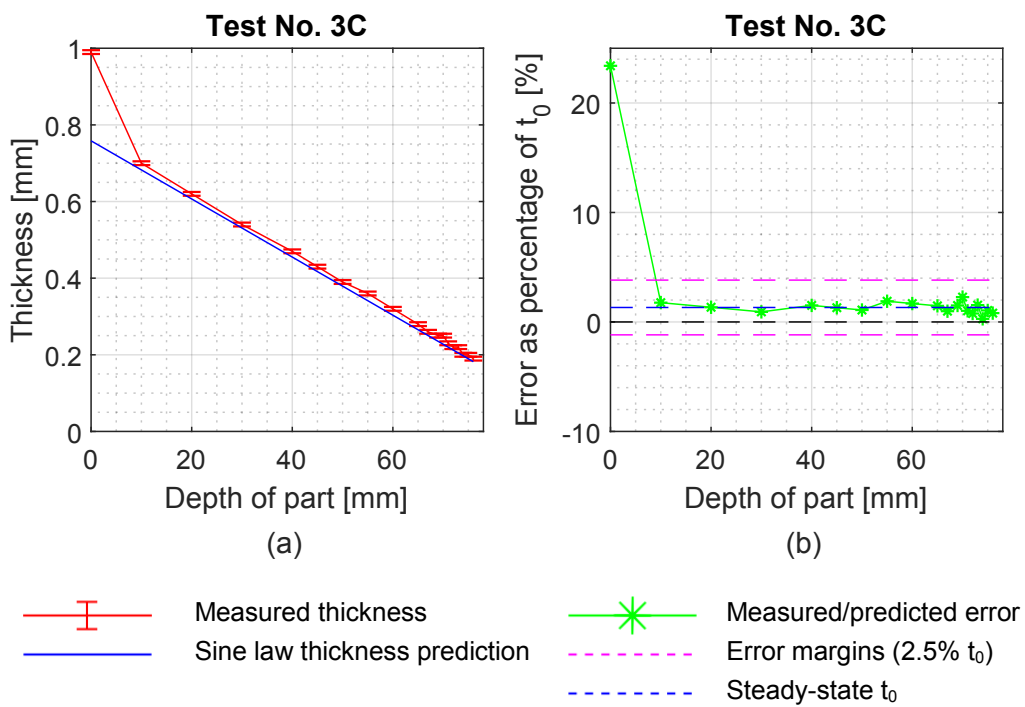 Test No. 3C
Thickness [mm]
1
0.8
0.6
0.4
0.2
0
0
20
40
60
Depth of part [mm]
(a)
Test No. 3C
Error as percentage of t₀ [%]
20
10
0
-10
0
20
40
60
Depth of part [mm]
(b)
Measured thickness
Sine law thickness prediction
Measured/predicted error
Error margins (2.5% t₀)
Steady-state t₀